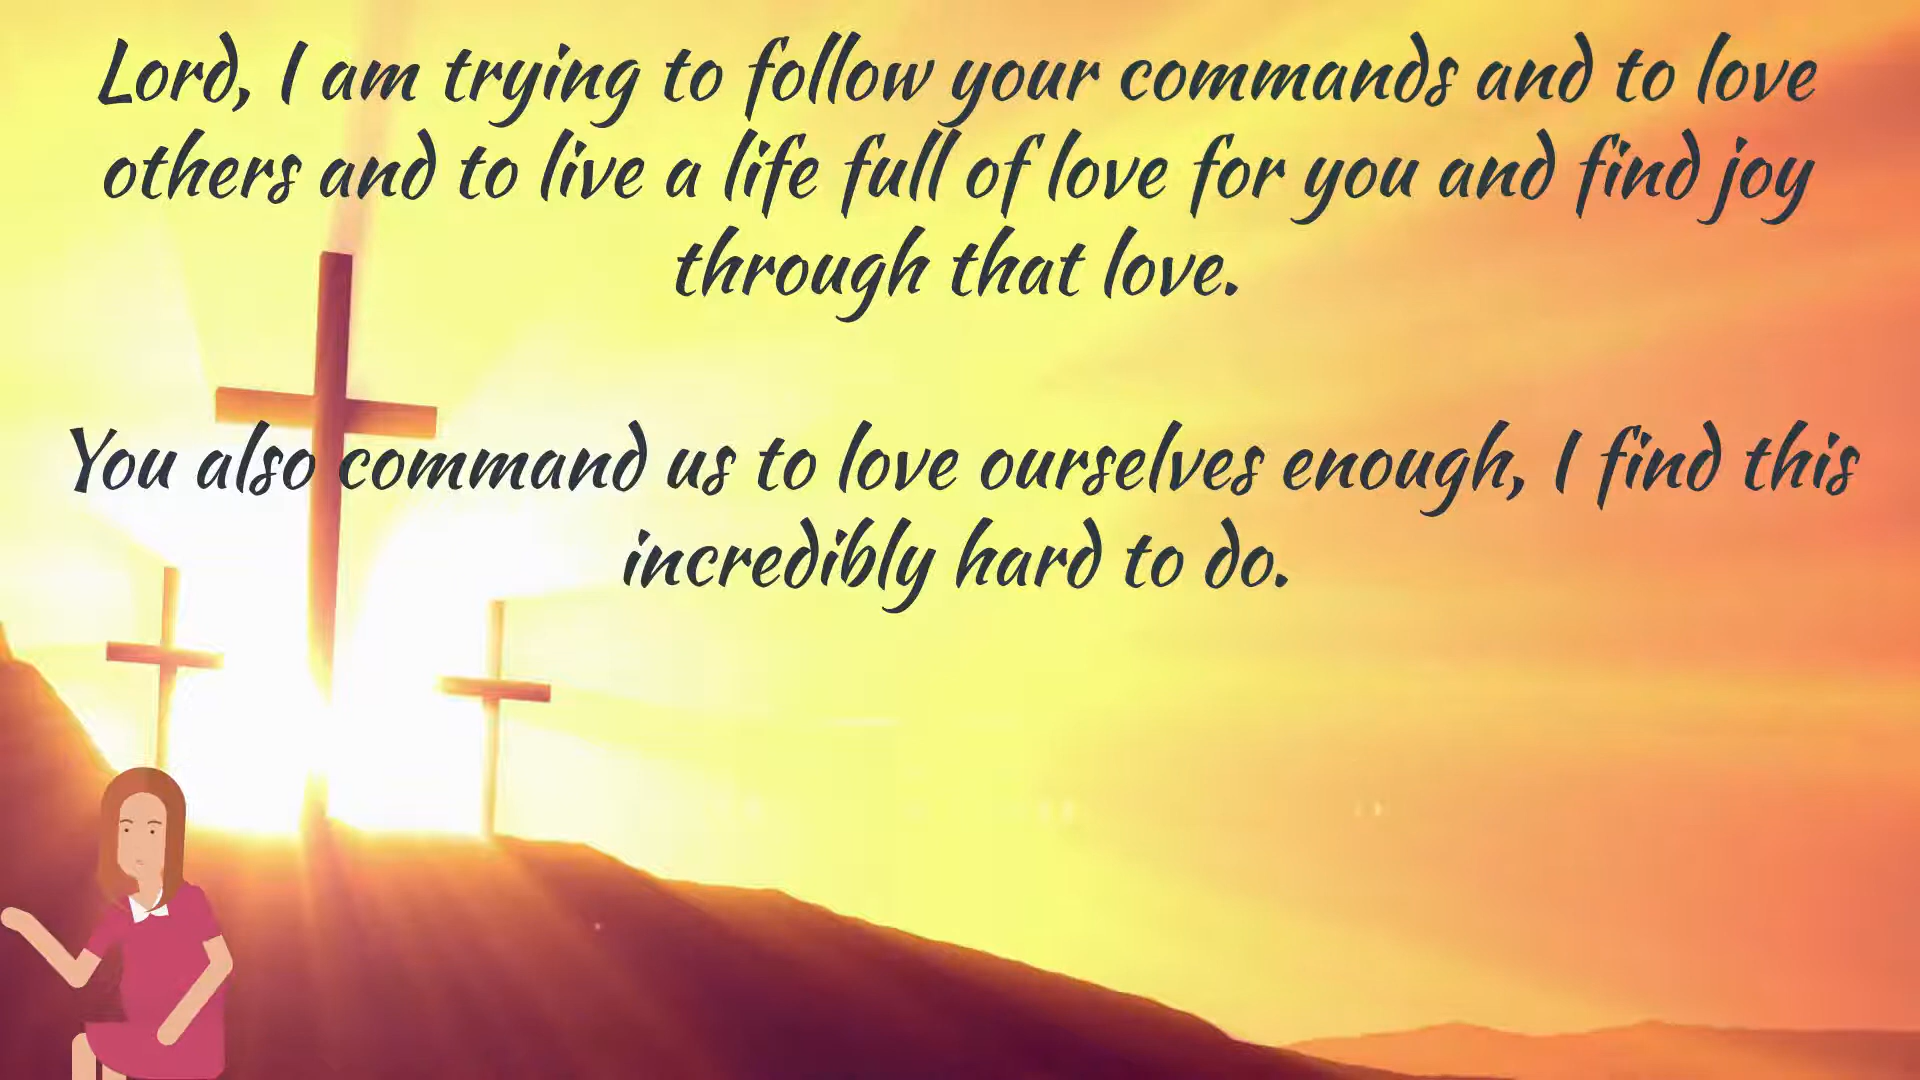 Lord, I am trying to follow your commands and to love
others and to live a life full of love for you and find joy
through that love.
You also command us to love ourselves enough, I find this
incredibly hard to do.